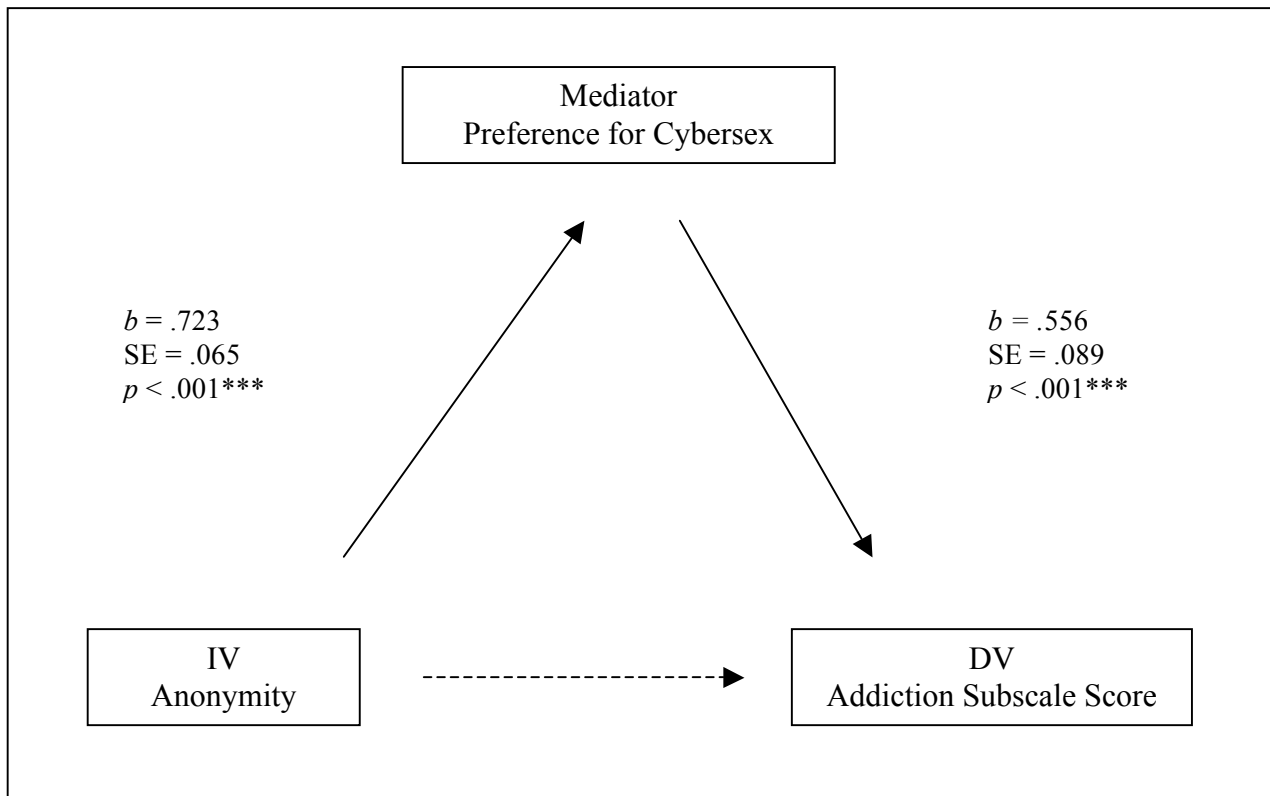 Mediator
Preference for Cybersex
b = .723
SE = .065
p < .001***
b = .556
SE = .089
p < .001***
IV
Anonymity
DV
Addiction Subscale Score